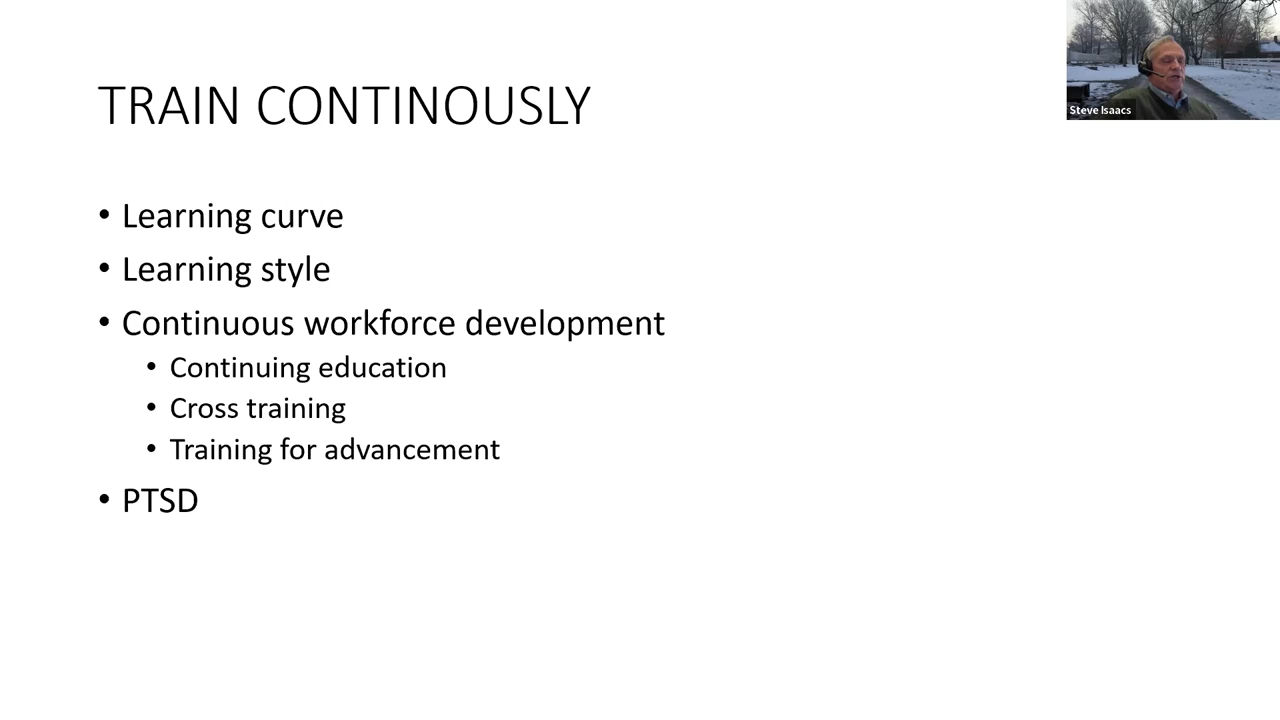 TRAIN CONTINOUSLY
Steve Isaacs
• Learning curve
• Learning style
• Continuous workforce development
• Continuing education
• Cross training
• Training for advancement
• PTSD